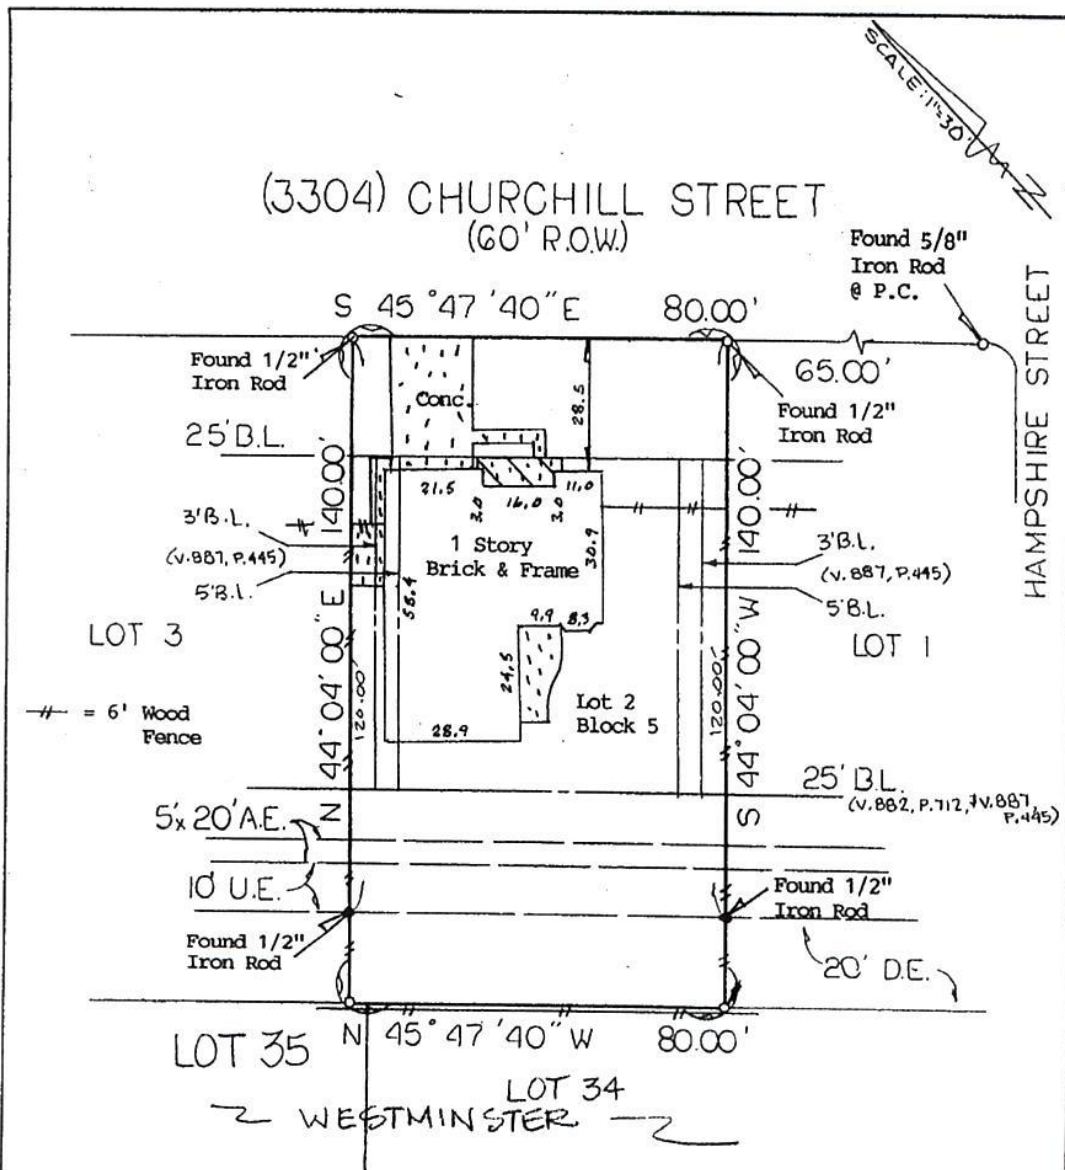 SCALE: 1"=30'
N
(3304) CHURCHILL STREET
(60' R.O.W.)
Found 5/8"
Iron Rod
@ P.C.
HAMPSHIRE STREET
S 45°47'40"E 80.00'
65.00'
Found 1/2"
Iron Rod
Found 1/2"
Iron Rod
Conc.
28.5
25' B.L.
140.00'
140.00'
21.5
3.0
16.0
3.0
11.0
3' B.L.
(V.887, P.445)
5' B.L.
1 Story
Brick & Frame
30.9
58.4
3' B.L.
(V.887, P.445)
5' B.L.
9.9
8.3
LOT 3
LOT 1
N 44°04'00"E
S 44°04'00"W
120.00'
120.00'
24.5
Lot 2
Block 5
-//- = 6' Wood
Fence
28.9
25' B.L.
(V.882, P.712, & V.887,
P.445)
5'x 20' A.E.
10' U.E.
Found 1/2"
Iron Rod
Found 1/2"
Iron Rod
20' D.E.
N 45°47'40"W 80.00'
LOT 35
LOT 34
WESTMINSTER